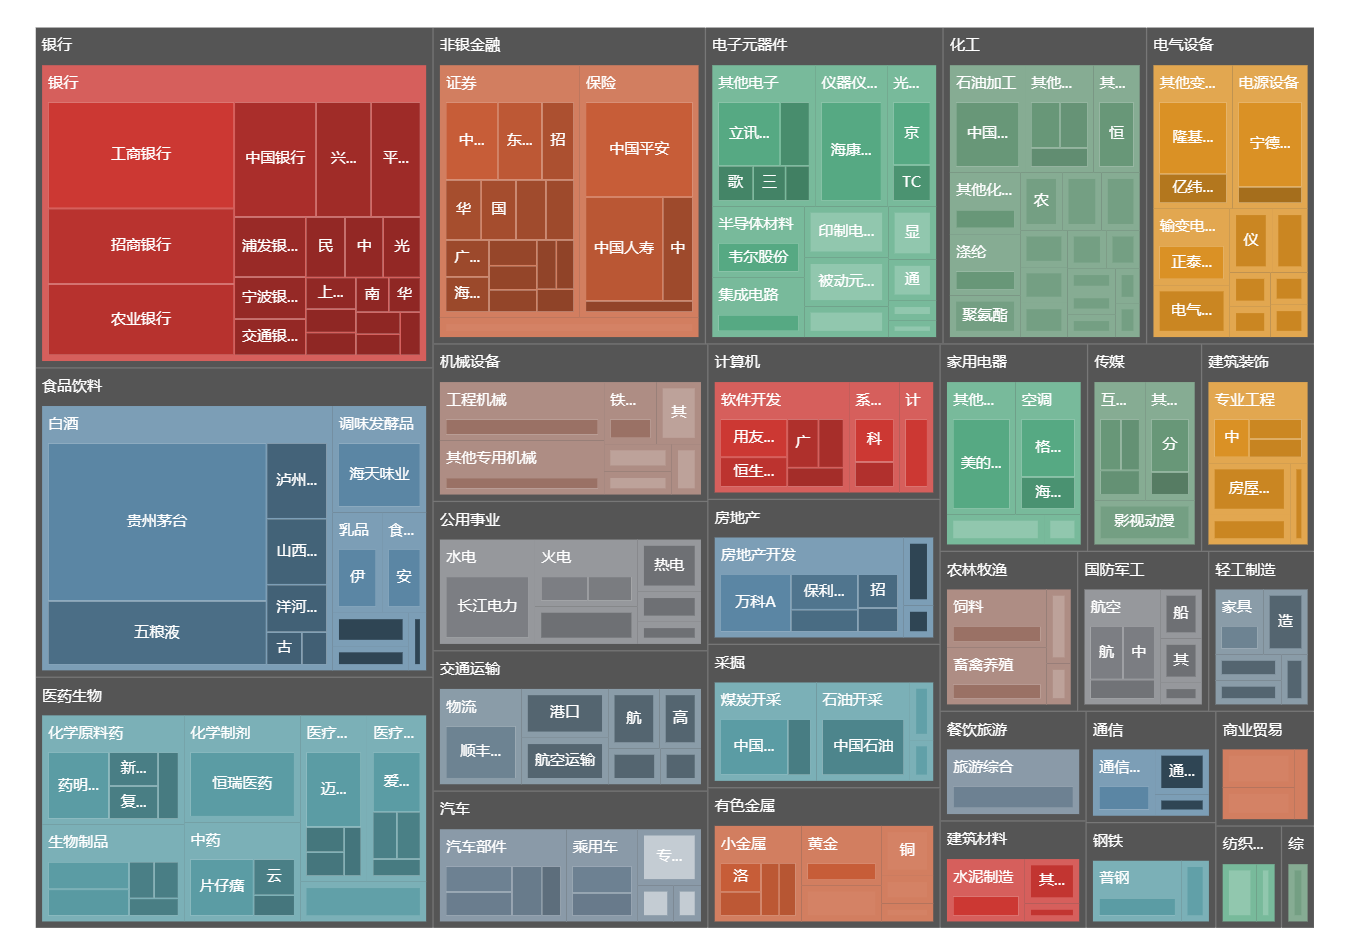 银行
银行
工商银行
招商银行
农业银行
中国银行
兴...
平...
浦发银...
民
中
光
宁波银...
上...
南
华
交通银...
非银金融
证券
中...
东...
招
华
国
广...
海...
保险
中国平安
中国人寿
中
电子元器件
其他电子
立讯...
歌
三
仪器仪...
海康...
光...
京
TC
半导体材料
韦尔股份
集成电路
印制电...
被动元...
显
通
化工
石油加工
中国...
其他...
其...
恒
其他化...
农
涤纶
聚氨酯
电气设备
其他变...
隆基...
亿纬...
电源设备
宁德...
输变电...
正泰...
电气...
仪
食品饮料
白酒
贵州茅台
五粮液
泸州...
山西...
洋河...
古
调味发酵品
海天味业
乳品
伊
食...
安
机械设备
工程机械
铁...
其
其他专用机械
计算机
软件开发
用友...
恒生...
广
系...
科
计
家用电器
其他...
美的...
空调
格...
海...
传媒
互...
其...
分
影视动漫
建筑装饰
专业工程
中
房屋...
公用事业
水电
长江电力
火电
热电
房地产
房地产开发
万科A
保利...
招
农林牧渔
饲料
畜禽养殖
国防军工
航空
航
中
船
其
轻工制造
家具
造
医药生物
化学原料药
药明...
新...
复...
化学制剂
恒瑞医药
医疗...
迈...
医疗...
爱...
生物制品
中药
片仔癀
云
交通运输
物流
顺丰...
港口
航空运输
航
高
采掘
煤炭开采
中国...
石油开采
中国石油
餐饮旅游
旅游综合
通信
通信...
通...
商业贸易
汽车
汽车部件
乘用车
专...
有色金属
小金属
洛
黄金
铜
建筑材料
水泥制造
其...
钢铁
普钢
纺织...
综